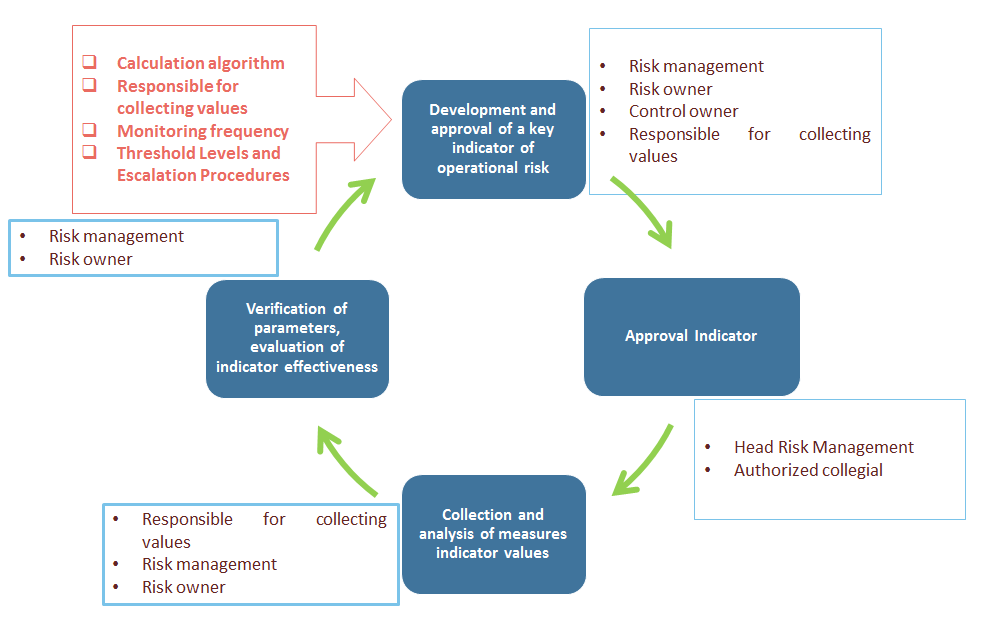 ❑ Calculation algorithm
❑ Responsible for
collecting values
❑ Monitoring frequency
❑ Threshold Levels and
Escalation Procedures
Development and
approval of a key
indicator of
operational risk
• Risk management
• Risk owner
• Control owner
• Responsible for collecting
values
• Risk management
• Risk owner
Verification of
parameters,
evaluation of
indicator effectiveness
Approval Indicator
• Head Risk Management
• Authorized collegial
Collection and
analysis of measures
indicator values
• Responsible for collecting
values
• Risk management
• Risk owner